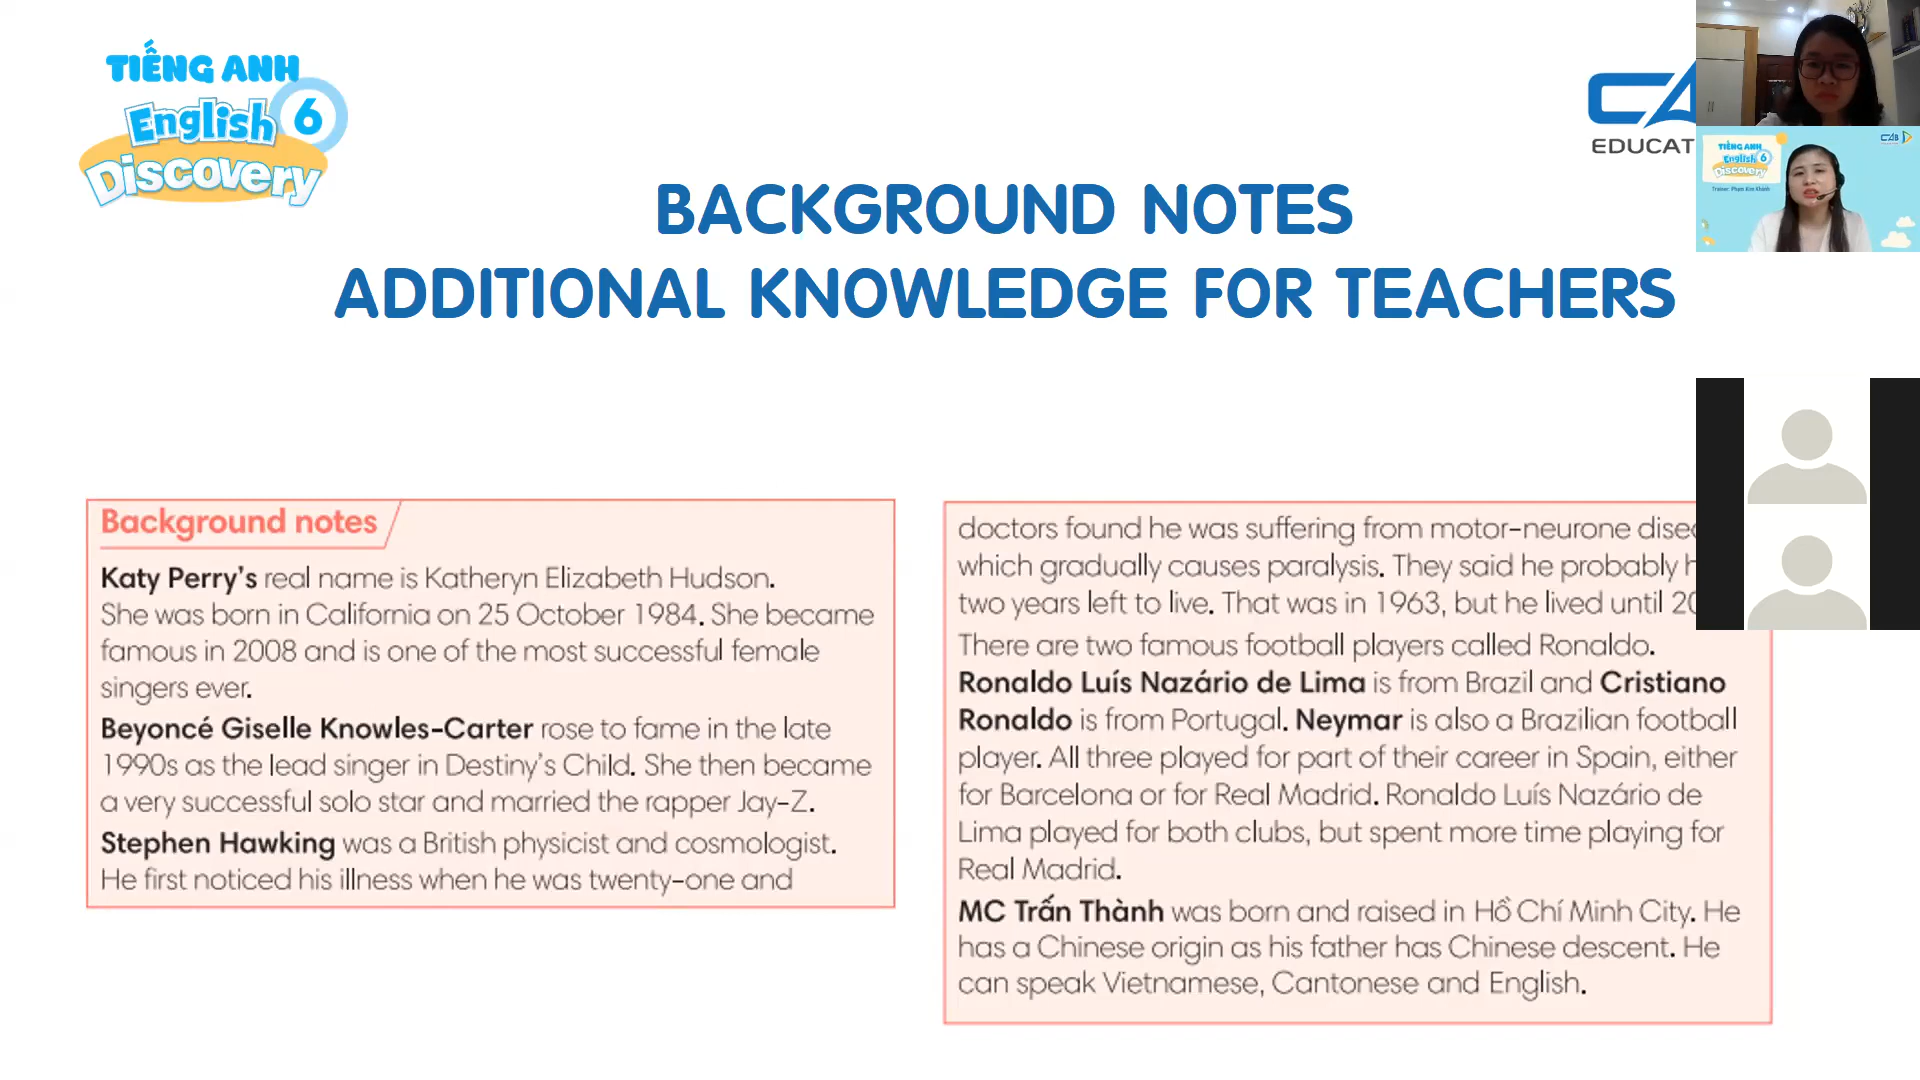 TIẾNG ANH
English 6
Discovery
EDUCAT
BACKGROUND NOTES
ADDITIONAL KNOWLEDGE FOR TEACHERS
TIẾNG ANH
English 6
Discovery
Trainer: Phạm Kim Khánh
Background notes
Katy Perry's real name is Katheryn Elizabeth Hudson.
She was born in California on 25 October 1984. She became
famous in 2008 and is one of the most successful female
singers ever.
Beyoncé Giselle Knowles-Carter rose to fame in the late
1990s as the lead singer in Destiny's Child. She then became
a very successful solo star and married the rapper Jay-Z.
Stephen Hawking was a British physicist and cosmologist.
He first noticed his illness when he was twenty-one and
doctors found he was suffering from motor-neurone
which gradually causes paralysis. They said he probably
two years left to live. That was in 1963, but he lived until
There are two famous football players called Ronaldo.
Ronaldo Luís Nazário de Lima is from Brazil and Cristiano
Ronaldo is from Portugal. Neymar is also a Brazilian football
player. All three played for part of their career in Spain, either
for Barcelona or for Real Madrid. Ronaldo Luís Nazário de
Lima played for both clubs, but spent more time playing for
Real Madrid.
MC Trấn Thành was born and raised in Hồ Chí Minh City. He
has a Chinese origin as his father has Chinese descent. He
can speak Vietnamese, Cantonese and English.